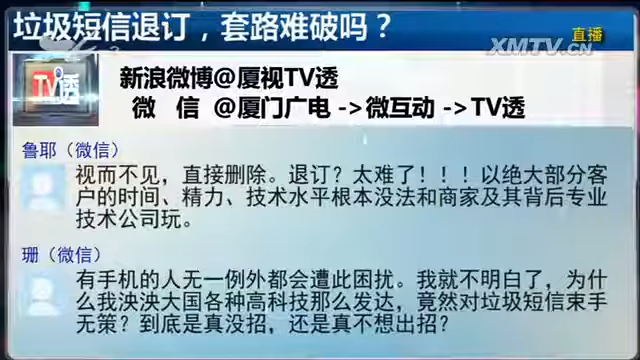 垃圾短信退订，套路难破吗？
直播
XMTV.CN
TV透
新浪微博@厦视TV透
微 信 @厦门广电 ->微互动 ->TV透
鲁耶（微信）
视而不见，直接删除。退订？太难了！！！以绝大部分客
户的时间、精力、技术水平根本没法和商家及其背后专业
技术公司玩。
珊（微信）
有手机的人无一例外都会遭此困扰。我就不明白了，为什
么我泱泱大国各种高科技那么发达，竟然对垃圾短信束手
无策？到底是真没招，还是真不想出招？